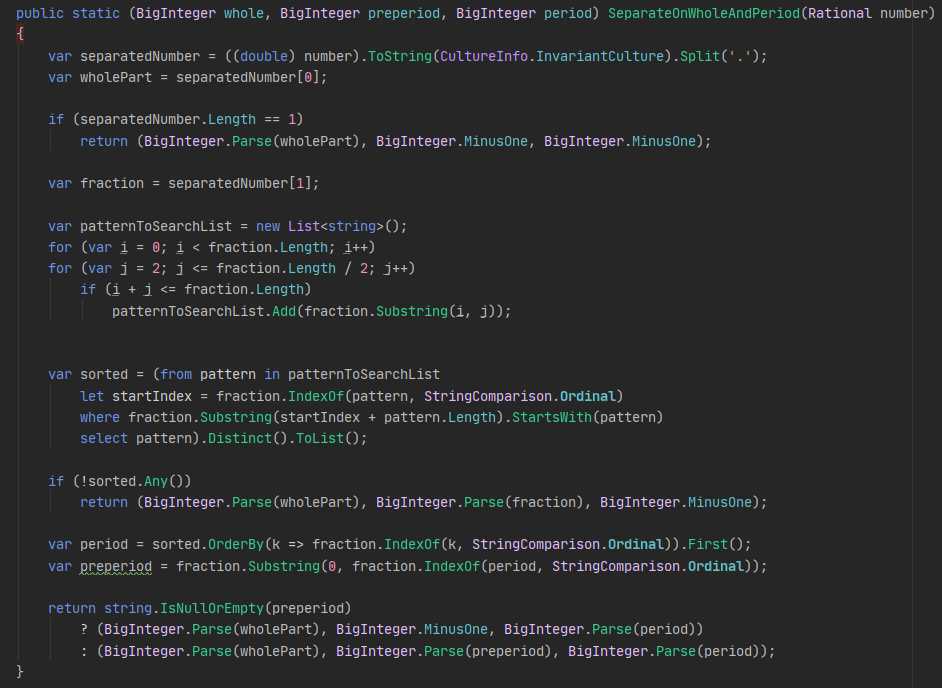 public static (BigInteger whole, BigInteger preperiod, BigInteger period) SeparateOnWholeAndPeriod(Rational number)
{
    var separatedNumber = ((double) number).ToString(CultureInfo.InvariantCulture).Split('.');
    var wholePart = separatedNumber[0];

    if (separatedNumber.Length == 1)
        return (BigInteger.Parse(wholePart), BigInteger.MinusOne, BigInteger.MinusOne);

    var fraction = separatedNumber[1];

    var patternToSearchList = new List<string>();
    for (var i = 0; i < fraction.Length; i++)
    for (var j = 2; j <= fraction.Length / 2; j++)
        if (i + j <= fraction.Length)
            patternToSearchList.Add(fraction.Substring(i, j));


    var sorted = (from pattern in patternToSearchList
        let startIndex = fraction.IndexOf(pattern, StringComparison.Ordinal)
        where fraction.Substring(startIndex + pattern.Length).StartsWith(pattern)
        select pattern).Distinct().ToList();

    if (!sorted.Any())
        return (BigInteger.Parse(wholePart), BigInteger.Parse(fraction), BigInteger.MinusOne);

    var period = sorted.OrderBy(k => fraction.IndexOf(k, StringComparison.Ordinal)).First();
    var preperiod = fraction.Substring(0, fraction.IndexOf(period, StringComparison.Ordinal));

    return string.IsNullOrEmpty(preperiod)
        ? (BigInteger.Parse(wholePart), BigInteger.MinusOne, BigInteger.Parse(period))
        : (BigInteger.Parse(wholePart), BigInteger.Parse(preperiod), BigInteger.Parse(period));
}